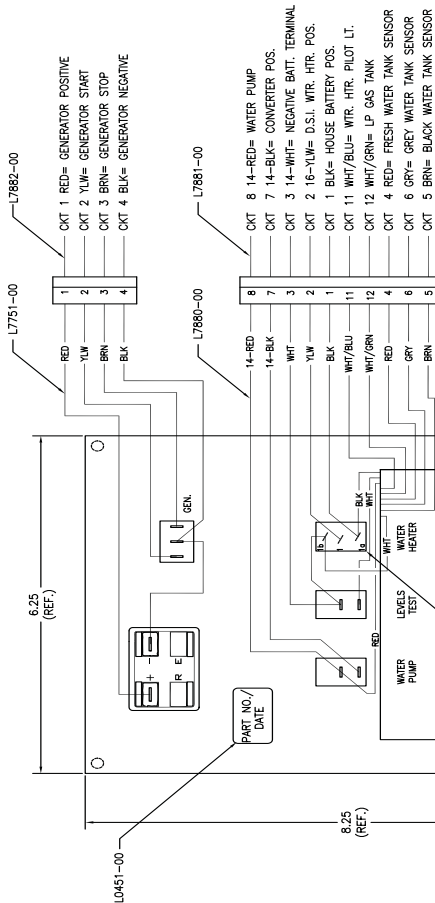 L7882-00
CKT 1 RED= GENERATOR POSITIVE
CKT 2 YLW= GENERATOR START
CKT 3 BRN= GENERATOR STOP
CKT 4 BLK= GENERATOR NEGATIVE
L7881-00
CKT 8 14-RED= WATER PUMP
CKT 7 14-BLK= CONVERTER POS.
CKT 3 14-WHT= NEGATIVE BATT. TERMINAL
CKT 2 16-YLW= D.S.I. WTR. HTR. POS.
CKT 1 BLK= HOUSE BATTERY POS.
CKT 11 WHT/BLU= WTR. HTR. PILOT LT.
CKT 12 WHT/GRN= LP GAS TANK
CKT 4 RED= FRESH WATER TANK SENSOR
CKT 6 GRY= GREY WATER TANK SENSOR
CKT 5 BRN= BLACK WATER TANK SENSOR
L7751-00
1
2
3
4
RED
YLW
BRN
BLK
L7880-00
8
7
3
2
1
11
12
4
6
5
14-RED
14-BLK
WHT
YLW
BLK
WHT/BLU
WHT/GRN
RED
GRY
BRN
6.25
(REF.)
GEN.
+ -
R E
PART NO./
DATE
L0451-00
8.25
(REF.)
1b
1
1a
BLK
WHT
WHT
RED
WATER
HEATER
LEVELS
TEST
WATER
PUMP